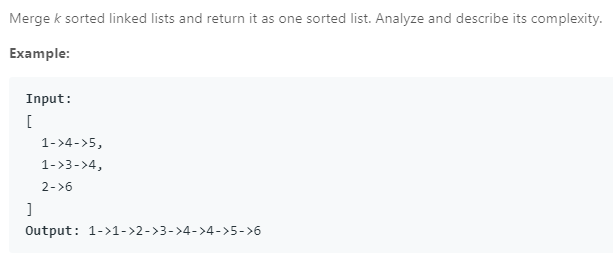 Merge k sorted linked lists and return it as one sorted list. Analyze and describe its complexity.
Example:
Input:
[
  1->4->5,
  1->3->4,
  2->6
]
Output: 1->1->2->3->4->4->5->6